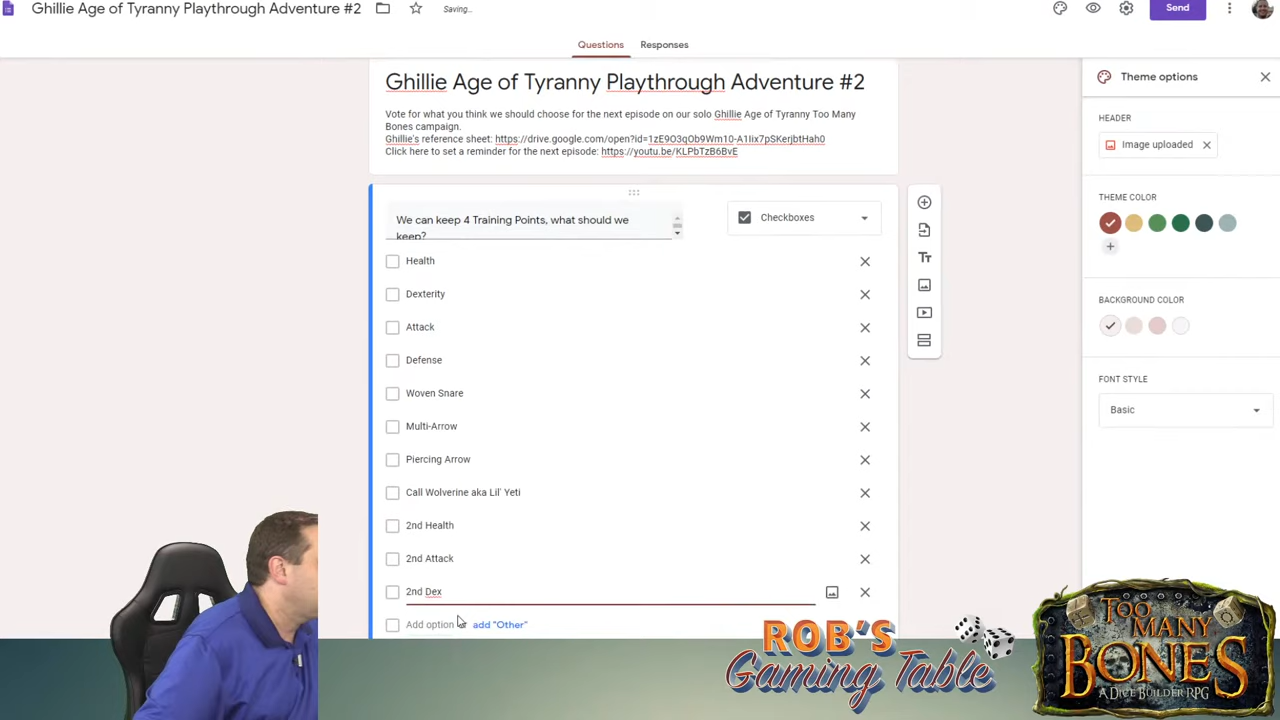 Ghillie Age of Tyranny Playthrough Adventure #2
Saving...
Send
Questions
Responses
Ghillie Age of Tyranny Playthrough Adventure #2
Vote for what you think we should choose for the next episode on our solo Ghillie Age of Tyranny Too Many
Bones campaign.
Ghillie's reference sheet: https://drive.google.com/open?id=1zE9O3qOb9Wm10-A1Iix7pSKerjbtHah0
Click here to set a reminder for the next episode: https://youtu.be/KLPbTzB6BvE
We can keep 4 Training Points, what should we
keep?
Checkboxes
Health
Dexterity
Attack
Defense
Woven Snare
Multi-Arrow
Piercing Arrow
Call Wolverine aka Lil' Yeti
2nd Health
2nd Attack
2nd Dex
Add option
add "Other"
Theme options
HEADER
Image uploaded
THEME COLOR
BACKGROUND COLOR
FONT STYLE
Basic
ROB'S
Gaming Table
TOO
MANY
BONES
A DICE BUILDER RPG